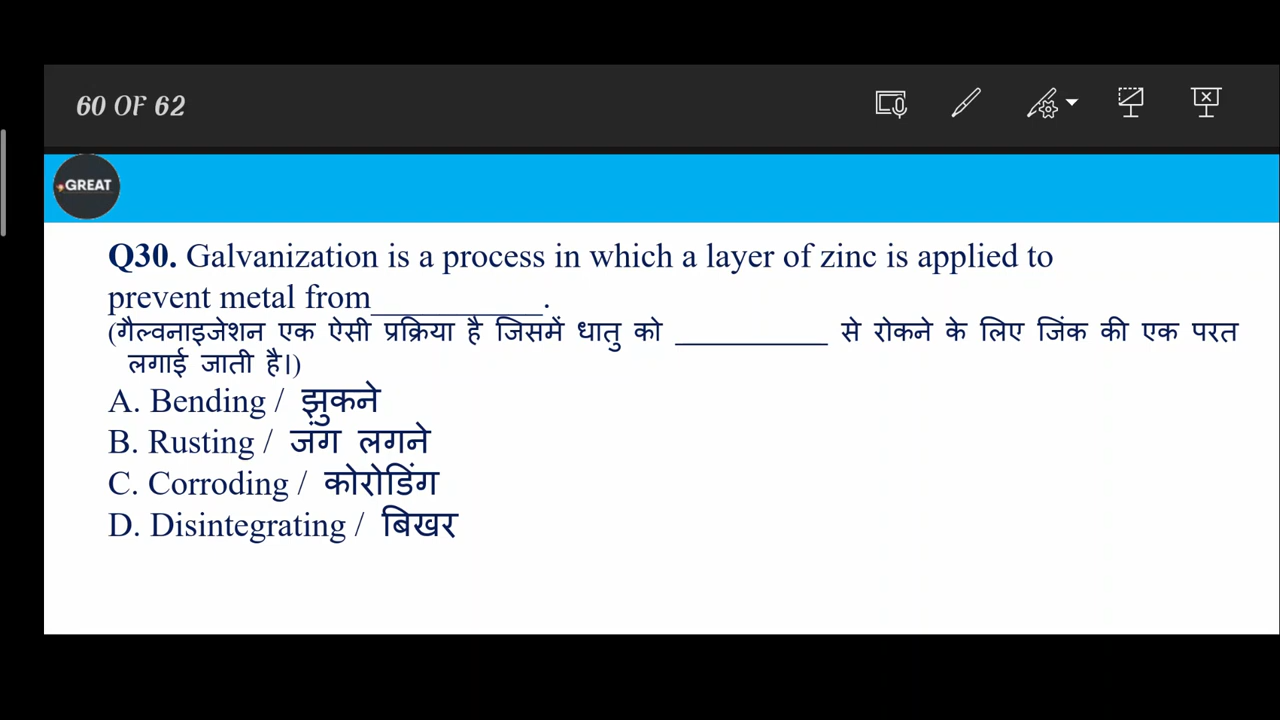 60 OF 62
GREAT
Q30. Galvanization is a process in which a layer of zinc is applied to
prevent metal from__________.
(गैल्वनाइजेशन एक ऐसी प्रक्रिया है जिसमें धातु को ___________ से रोकने के लिए जिंक की एक परत
लगाई जाती है।)
A. Bending / झुकने
B. Rusting / जंग लगने
C. Corroding / कोरोडिंग
D. Disintegrating / बिखर